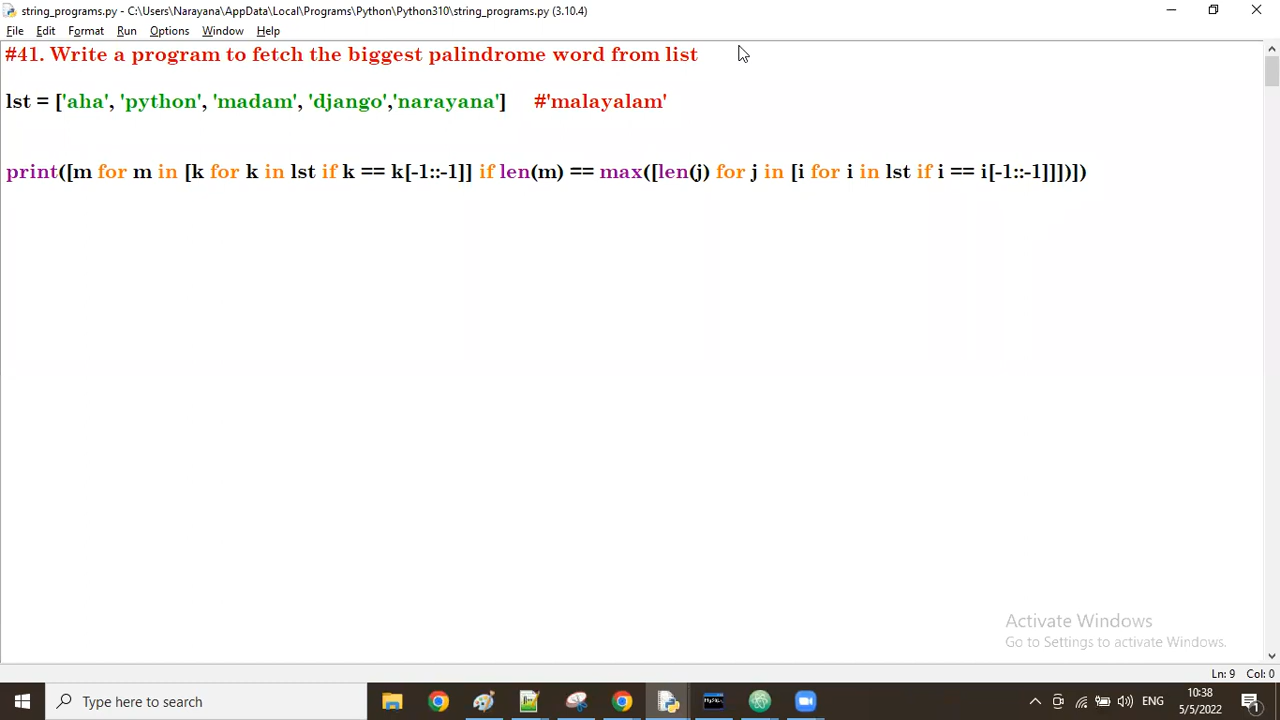 string_programs.py - C:\Users\Narayana\AppData\Local\Programs\Python\Python310\string_programs.py (3.10.4)
File Edit Format Run Options Window Help
#41. Write a program to fetch the biggest palindrome word from list
lst = ['aha', 'python', 'madam', 'django','narayana'] #'malayalam'
print([m for m in [k for k in lst if k == k[-1::-1]] if len(m) == max([len(j) for j in [i for i in lst if i == i[-1::-1]]])])
Activate Windows
Go to Settings to activate Windows.
Ln: 9 Col: 0
Type here to search
ENG
10:38
5/5/2022
1